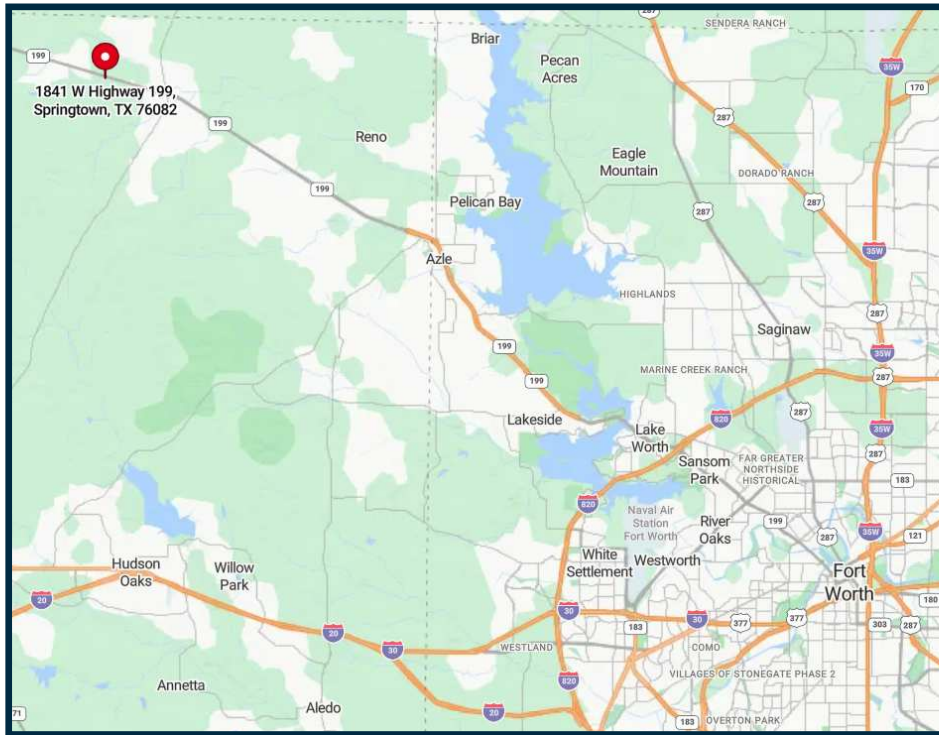 287
SENDERA RANCH
Briar
199
35W
1841 W Highway 199,
Springtown, TX 76082
Pecan
Acres
170
287
199
Reno
Eagle
Mountain
DORADO RANCH
199
Pelican Bay
287
287
Azle
35W
HIGHLANDS
287
Saginaw
199
35W
MARINE CREEK RANCH
199
287
Lakeside
820
287
Lake
Worth
35W
287
FAR GREATER
NORTHSIDE
HISTORICAL
Sansom
Park
183
820
Naval Air
Station
Fort Worth
River
Oaks
199
287
35W
121
White
Settlement
Westworth
Hudson
Oaks
Willow
Park
Fort
Worth
20
30
183
30
377
377
180
303
287
20
30
WESTLAND
COMO
820
VILLAGES OF STONEGATE PHASE 2
Annetta
Aledo
20
71
183
OVERTON PARK